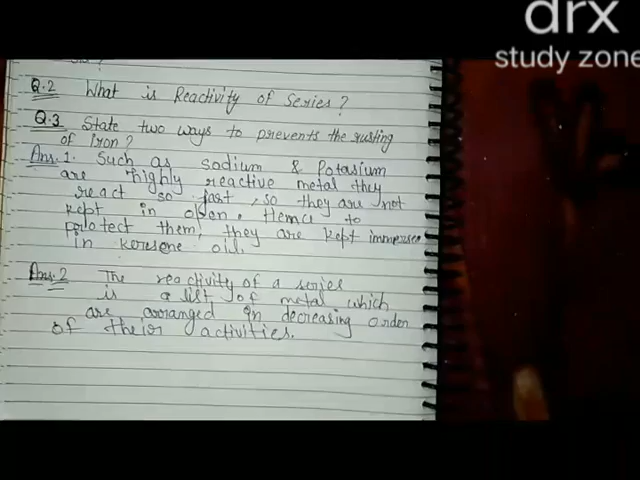 drx
study zone
Q.2 What is Reactivity of Series?
Q.3 State two ways to prevents the rusting
of Iron?
Ans.1. Such as sodium & Potasium
are highly reactive metal they
react so fast, so they are not
kept in open. Hence to
protect them, they are kept immerse
in kerosene oil.
Ans.2 The reactivity of a series
is a list of metal which
are arranged in decreasing order
of their activities.